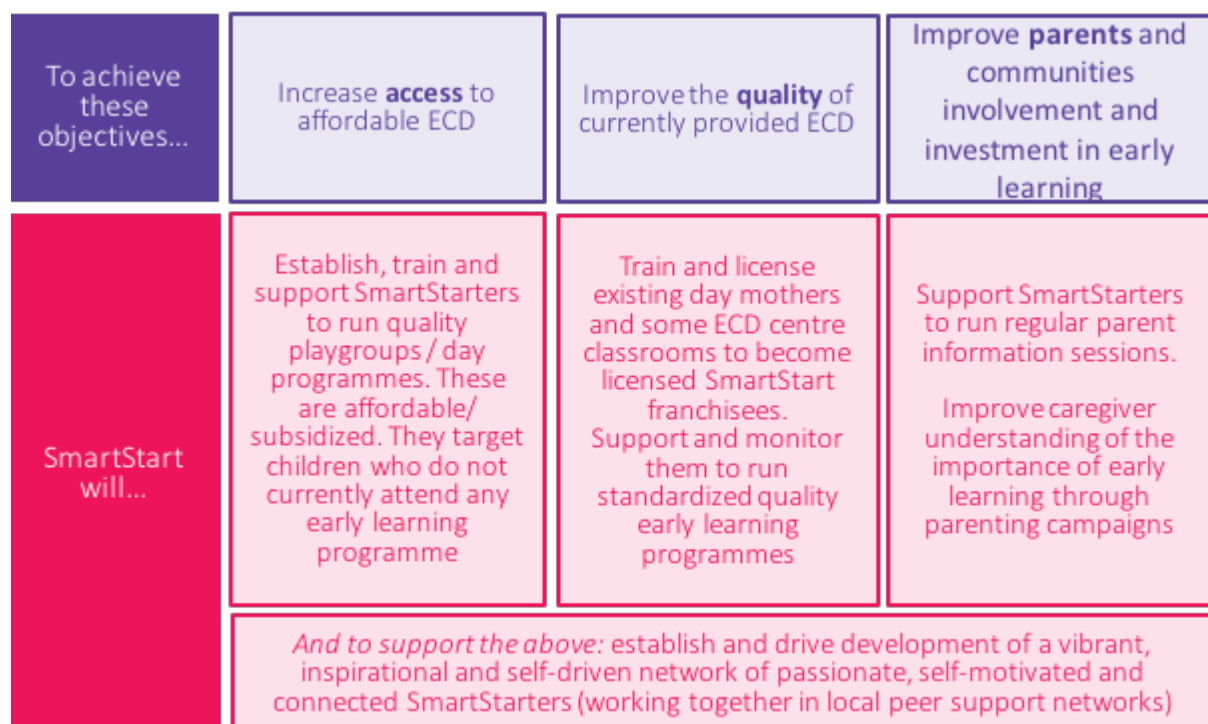 To achieve
these
objectives...
Increase access to
affordable ECD
Improve the quality of
currently provided ECD
Improve parents and
communities
involvement and
investment in early
learning
SmartStart
will...
Establish, train and
support SmartStarters
to run quality
playgroups / day
programmes. These
are affordable/
subsidized. They target
children who do not
currently attend any
early learning
programme
Train and license
existing day mothers
and some ECD centre
classrooms to become
licensed SmartStart
franchisees.
Support and monitor
them to run
standardized quality
early learning
programmes
Support SmartStarters
to run regular parent
information sessions.
Improve caregiver
understanding of the
importance of early
learning through
parenting campaigns
And to support the above: establish and drive development of a vibrant,
inspirational and self-driven network of passionate, self-motivated and
connected SmartStarters (working together in local peer support networks)